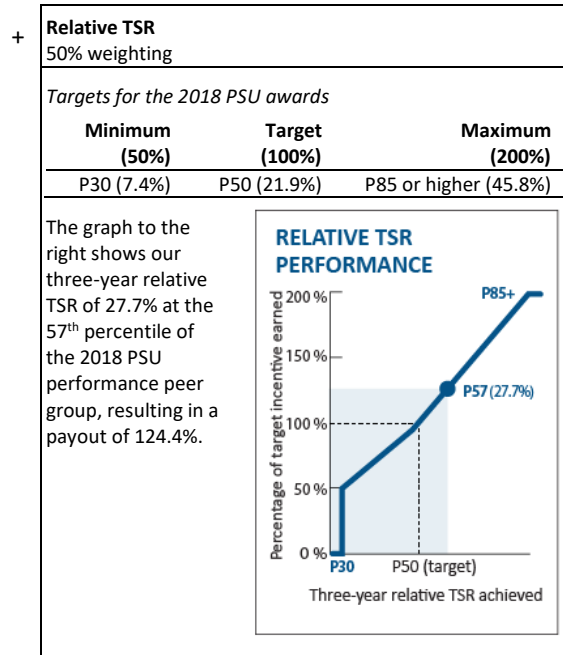 +
Relative TSR
50% weighting
Targets for the 2018 PSU awards
Minimum Target Maximum
(50%) (100%) (200%)
P30 (7.4%) P50 (21.9%) P85 or higher (45.8%)
The graph to the
right shows our
three-year relative
TSR of 27.7% at the
57th percentile of
the 2018 PSU
performance peer
group, resulting in a
payout of 124.4%.
RELATIVE TSR
PERFORMANCE
Percentage of target incentive earned
200 %
150 %
100 %
50 %
0 %
P85+
P57 (27.7%)
P30
P50 (target)
Three-year relative TSR achieved